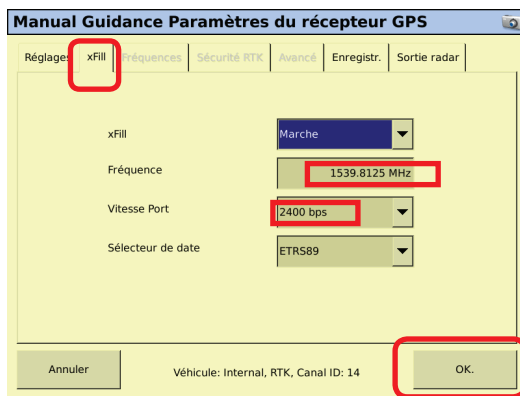 Manual Guidance Paramètres du récepteur GPS
Réglages xFill Fréquences Sécurité RTK Avancé Enregistr. Sortie radar
xFill Marche
Fréquence 1539.8125 MHz
Vitesse Port 2400 bps
Sélecteur de date ETRS89
Annuler Véhicule: Internal, RTK, Canal ID: 14 OK.